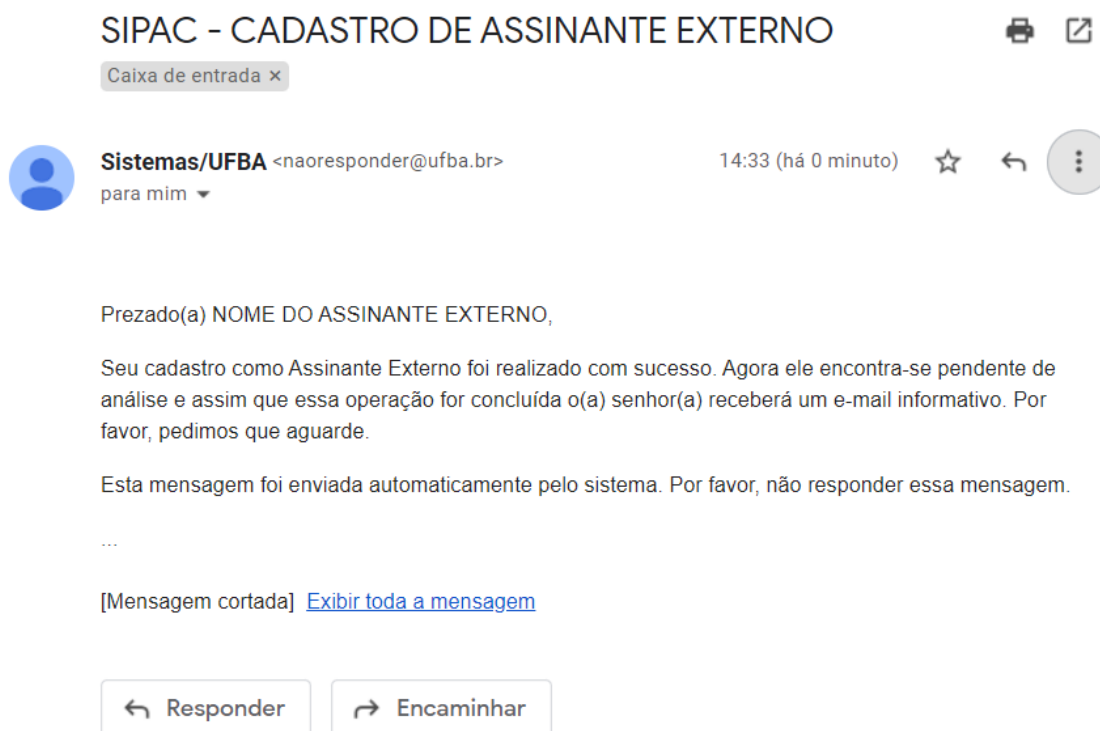 SIPAC - CADASTRO DE ASSINANTE EXTERNO
Caixa de entrada ×
Sistemas/UFBA <naoresponder@ufba.br> 14:33 (há 0 minuto)
para mim
Prezado(a) NOME DO ASSINANTE EXTERNO,
Seu cadastro como Assinante Externo foi realizado com sucesso. Agora ele encontra-se pendente de
análise e assim que essa operação for concluída o(a) senhor(a) receberá um e-mail informativo. Por
favor, pedimos que aguarde.
Esta mensagem foi enviada automaticamente pelo sistema. Por favor, não responder essa mensagem.
...
[Mensagem cortada] Exibir toda a mensagem
Responder Encaminhar